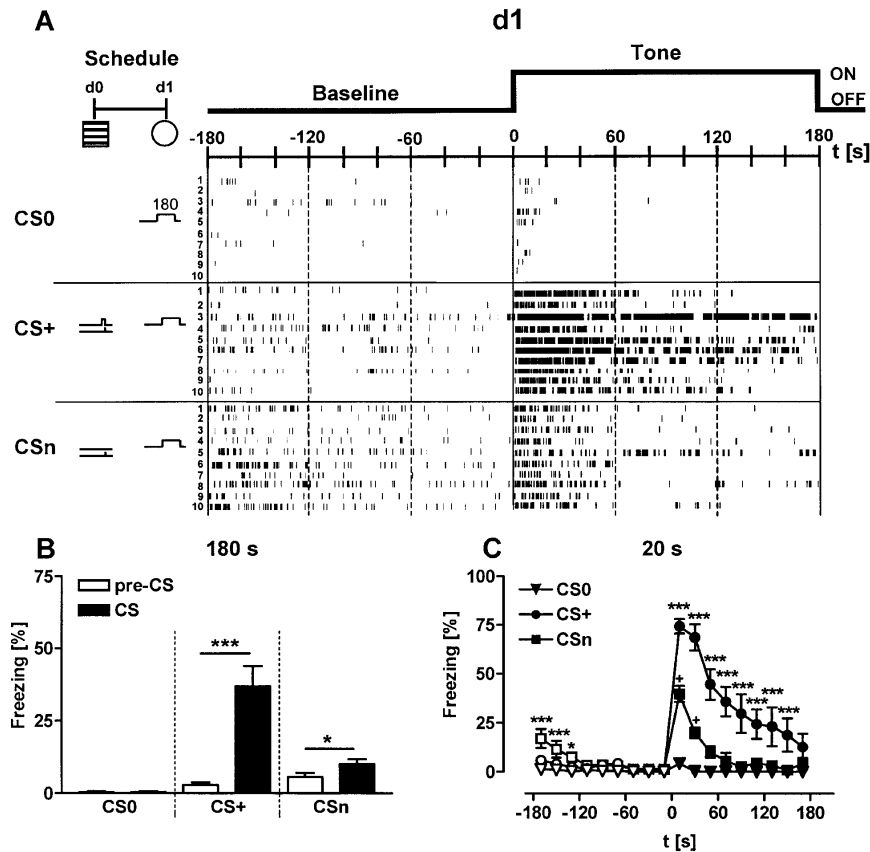 A
d1
Schedule
d0 d1
Baseline
Tone
ON
OFF
-180 -120 -60 0 60 120 180
t [s]
CS0
180
1
2
3
4
5
6
7
8
9
10
CS+
1
2
3
4
5
6
7
8
9
10
CSn
1
2
3
4
5
6
7
8
9
10
B
180 s
Freezing [%]
75
50
25
0
pre-CS
CS
***
*
CS0 CS+ CSn
C
20 s
Freezing [%]
100
75
50
25
0
CS0
CS+
CSn
*** *** *
*** *** *** *** *** *** *** ***
+ +
-180 -120 -60 0 60 120 180
t [s]